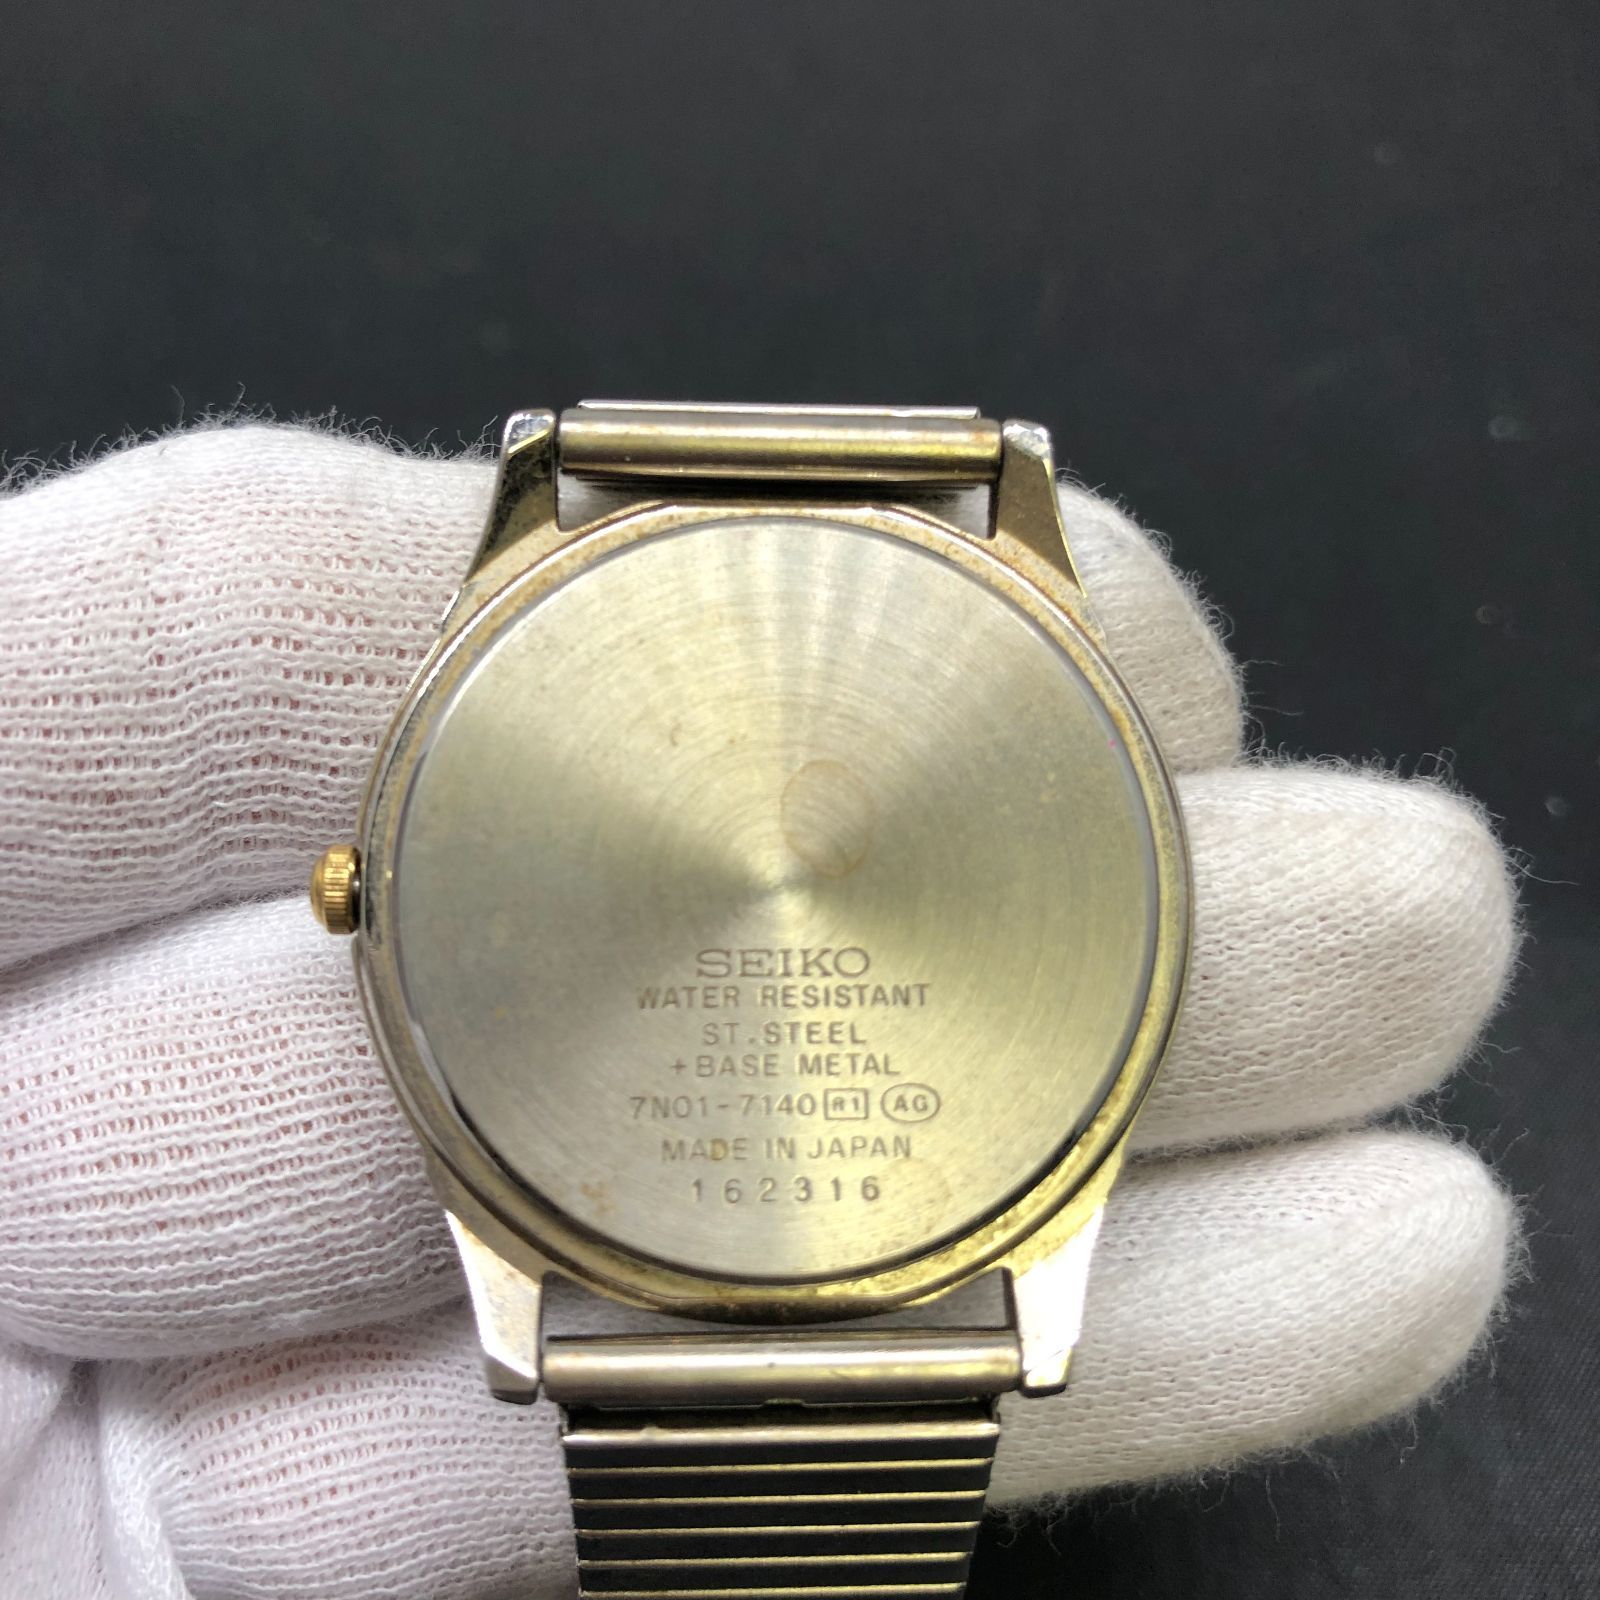 SEIKO
WATER RESISTANT
ST.STEEL
+BASE METAL
7N01-7140 R1 AG
MADE IN JAPAN
162316